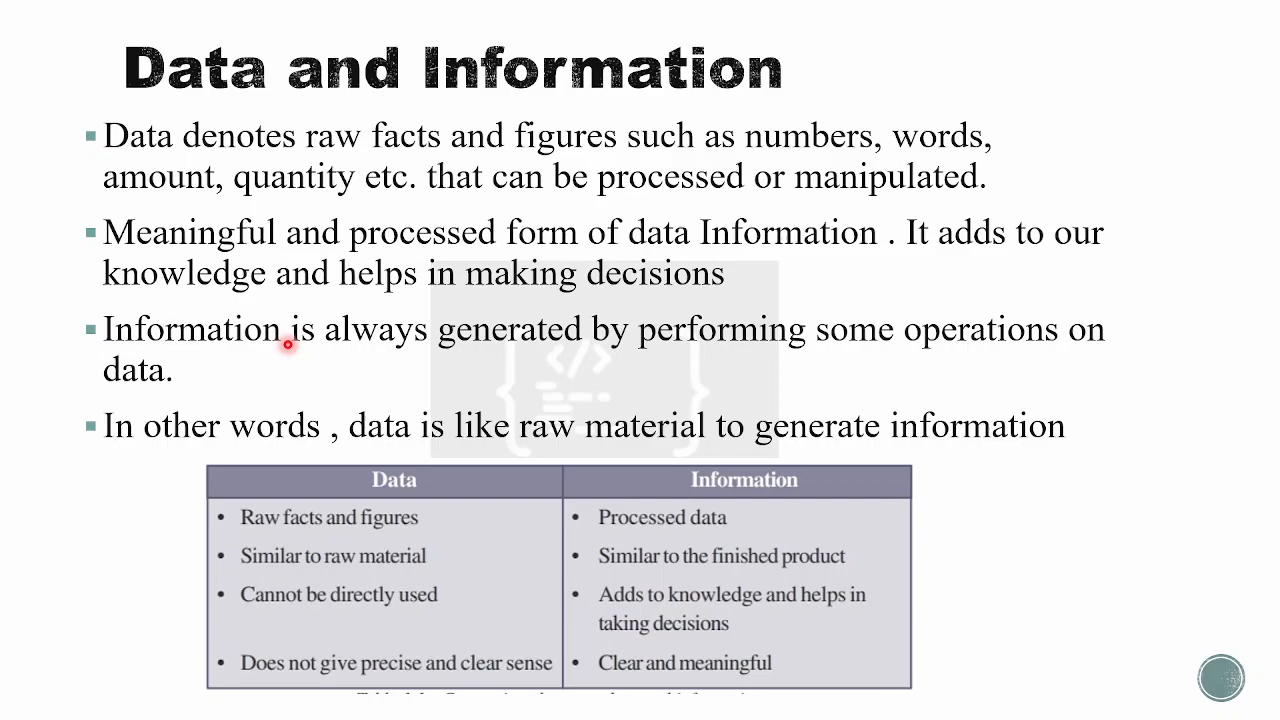 Data and Information
Data denotes raw facts and figures such as numbers, words,
amount, quantity etc. that can be processed or manipulated.
Meaningful and processed form of data Information . It adds to our
knowledge and helps in making decisions
Information is always generated by performing some operations on
data.
In other words , data is like raw material to generate information
Data Information
• Raw facts and figures • Processed data
• Similar to raw material • Similar to the finished product
• Cannot be directly used • Adds to knowledge and helps in
taking decisions
• Does not give precise and clear sense • Clear and meaningful